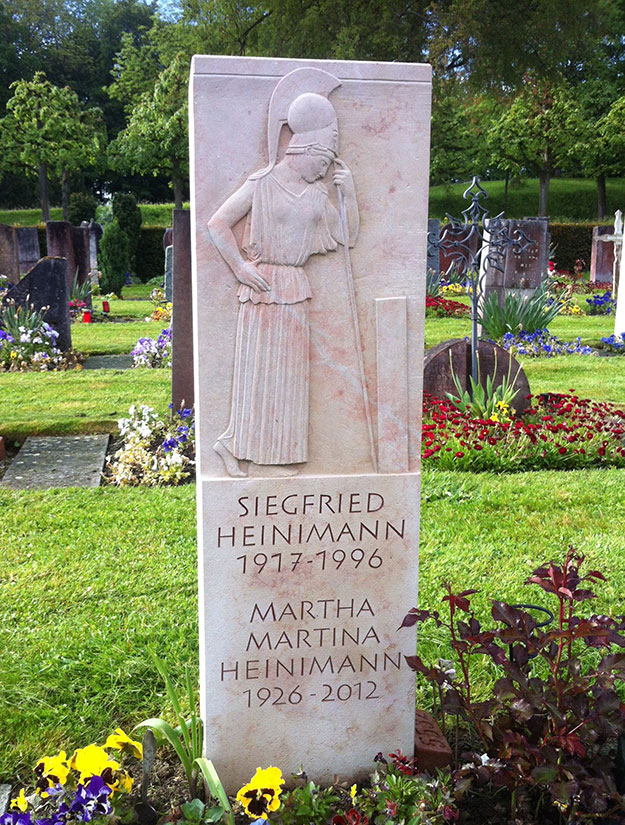 SIEGFRIED
HEINIMANN
1917-1996
MARTHA
MARTINA
HEINIMANN
1926-2012